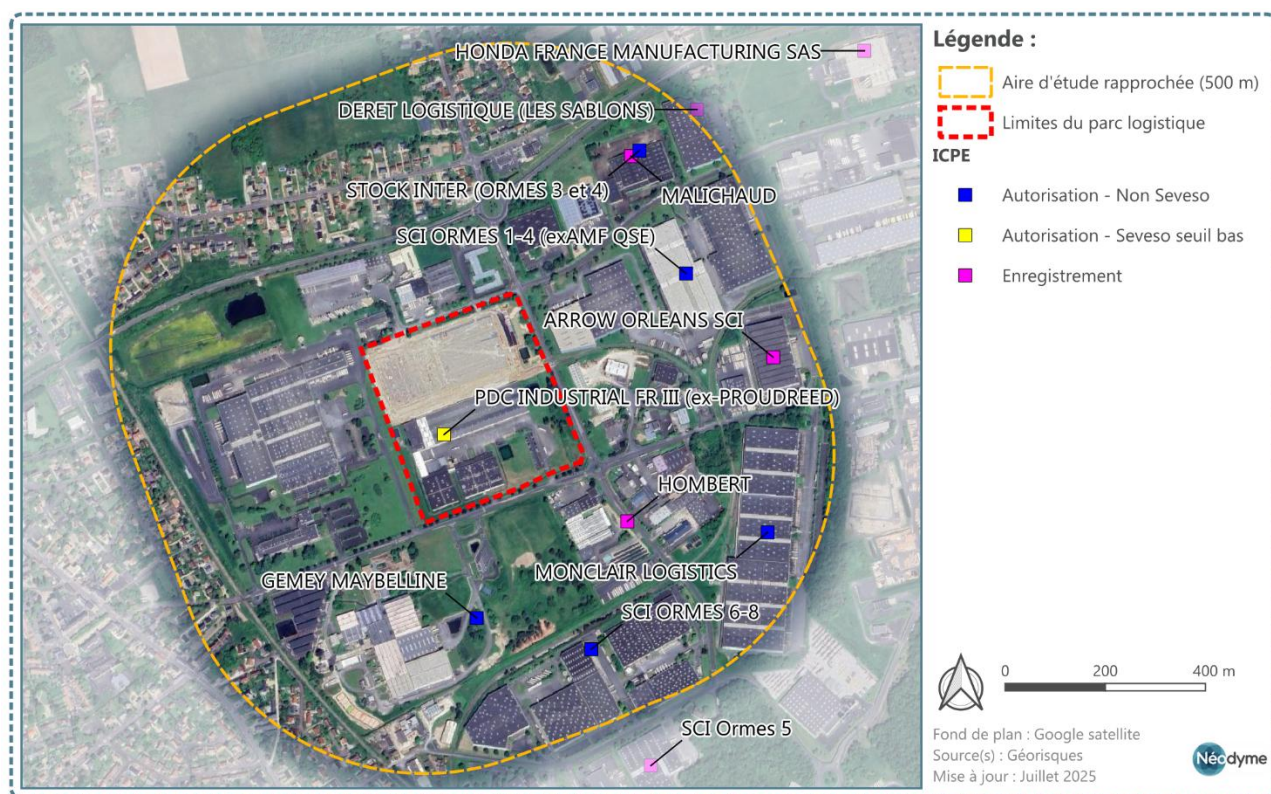 HONDA FRANCE MANUFACTURING SAS
DERET LOGISTIQUE (LES SABLONS)
STOCK INTER (ORMES 3 et 4)
MALICHAUD
SCI ORMES 1-4 (exAMF QSE)
ARROW ORLEANS SCI
PDC INDUSTRIAL FR III (ex-PROUDREED)
HOMBERT
MONCLAIR LOGISTICS
GEMEY MAYBELLINE
SCI ORMES 6-8
SCI Ormes 5
Légende :
Aire d'étude rapprochée (500 m)
Limites du parc logistique
ICPE
Autorisation - Non Seveso
Autorisation - Seveso seuil bas
Enregistrement
0 200 400 m
Fond de plan : Google satellite
Source(s) : Géorisques
Mise à jour : Juillet 2025
Néodyme